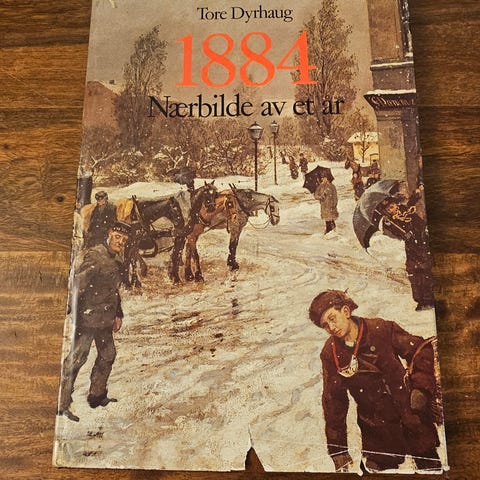 Tore Dyrhaug
1884
Nærbilde av et år